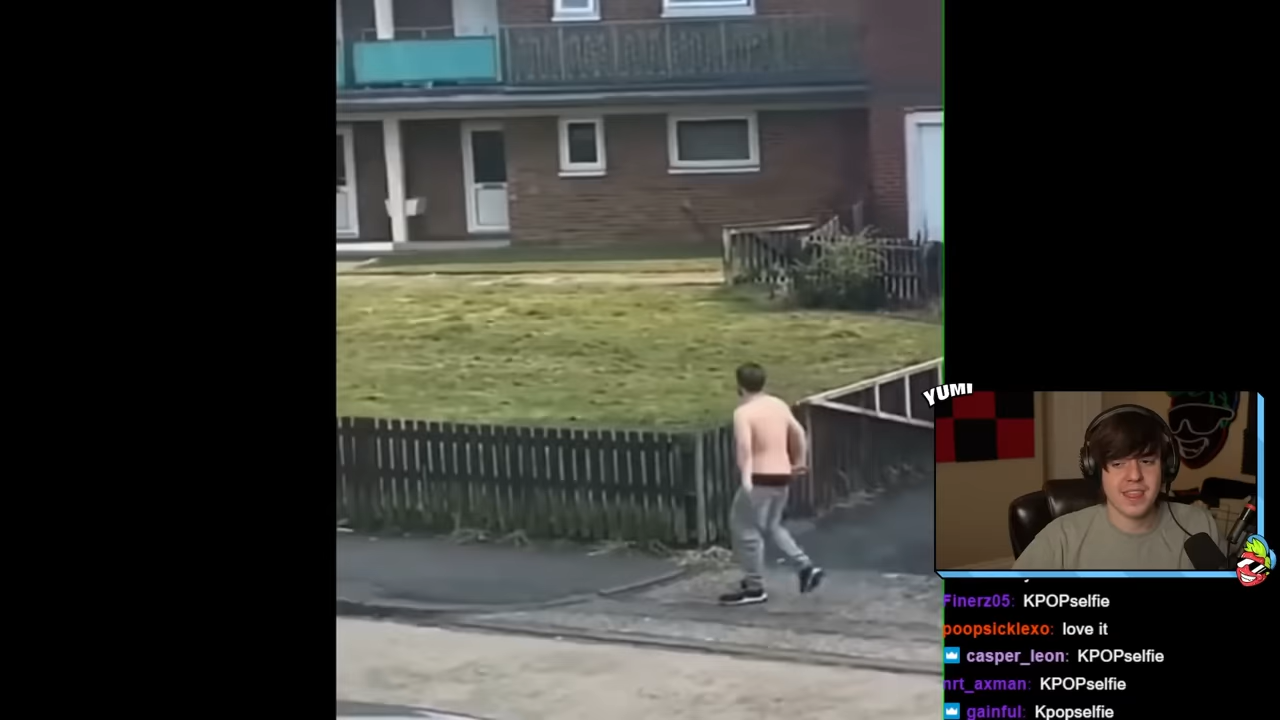 YUMI
Finerz05: KPOPselfie
poopsicklexo: love it
casper_leon: KPOPselfie
nrt_axman: KPOPselfie
gainful: Kpopselfie